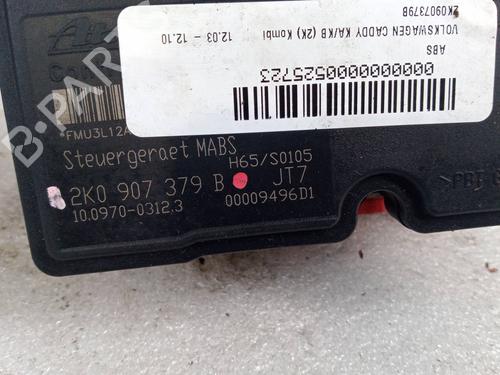 Ate
*FMU3L12A
Steuergeraet MABS
H65/S0105
2K0 907 379 B
JT7
10.0970-0312.3
00009496D1
0000000000525723
ABS
VOLKSWAGEN CADDY KA/KB (2K) Kombi
12.03 - 12.10
2K0907379B
B-Parts